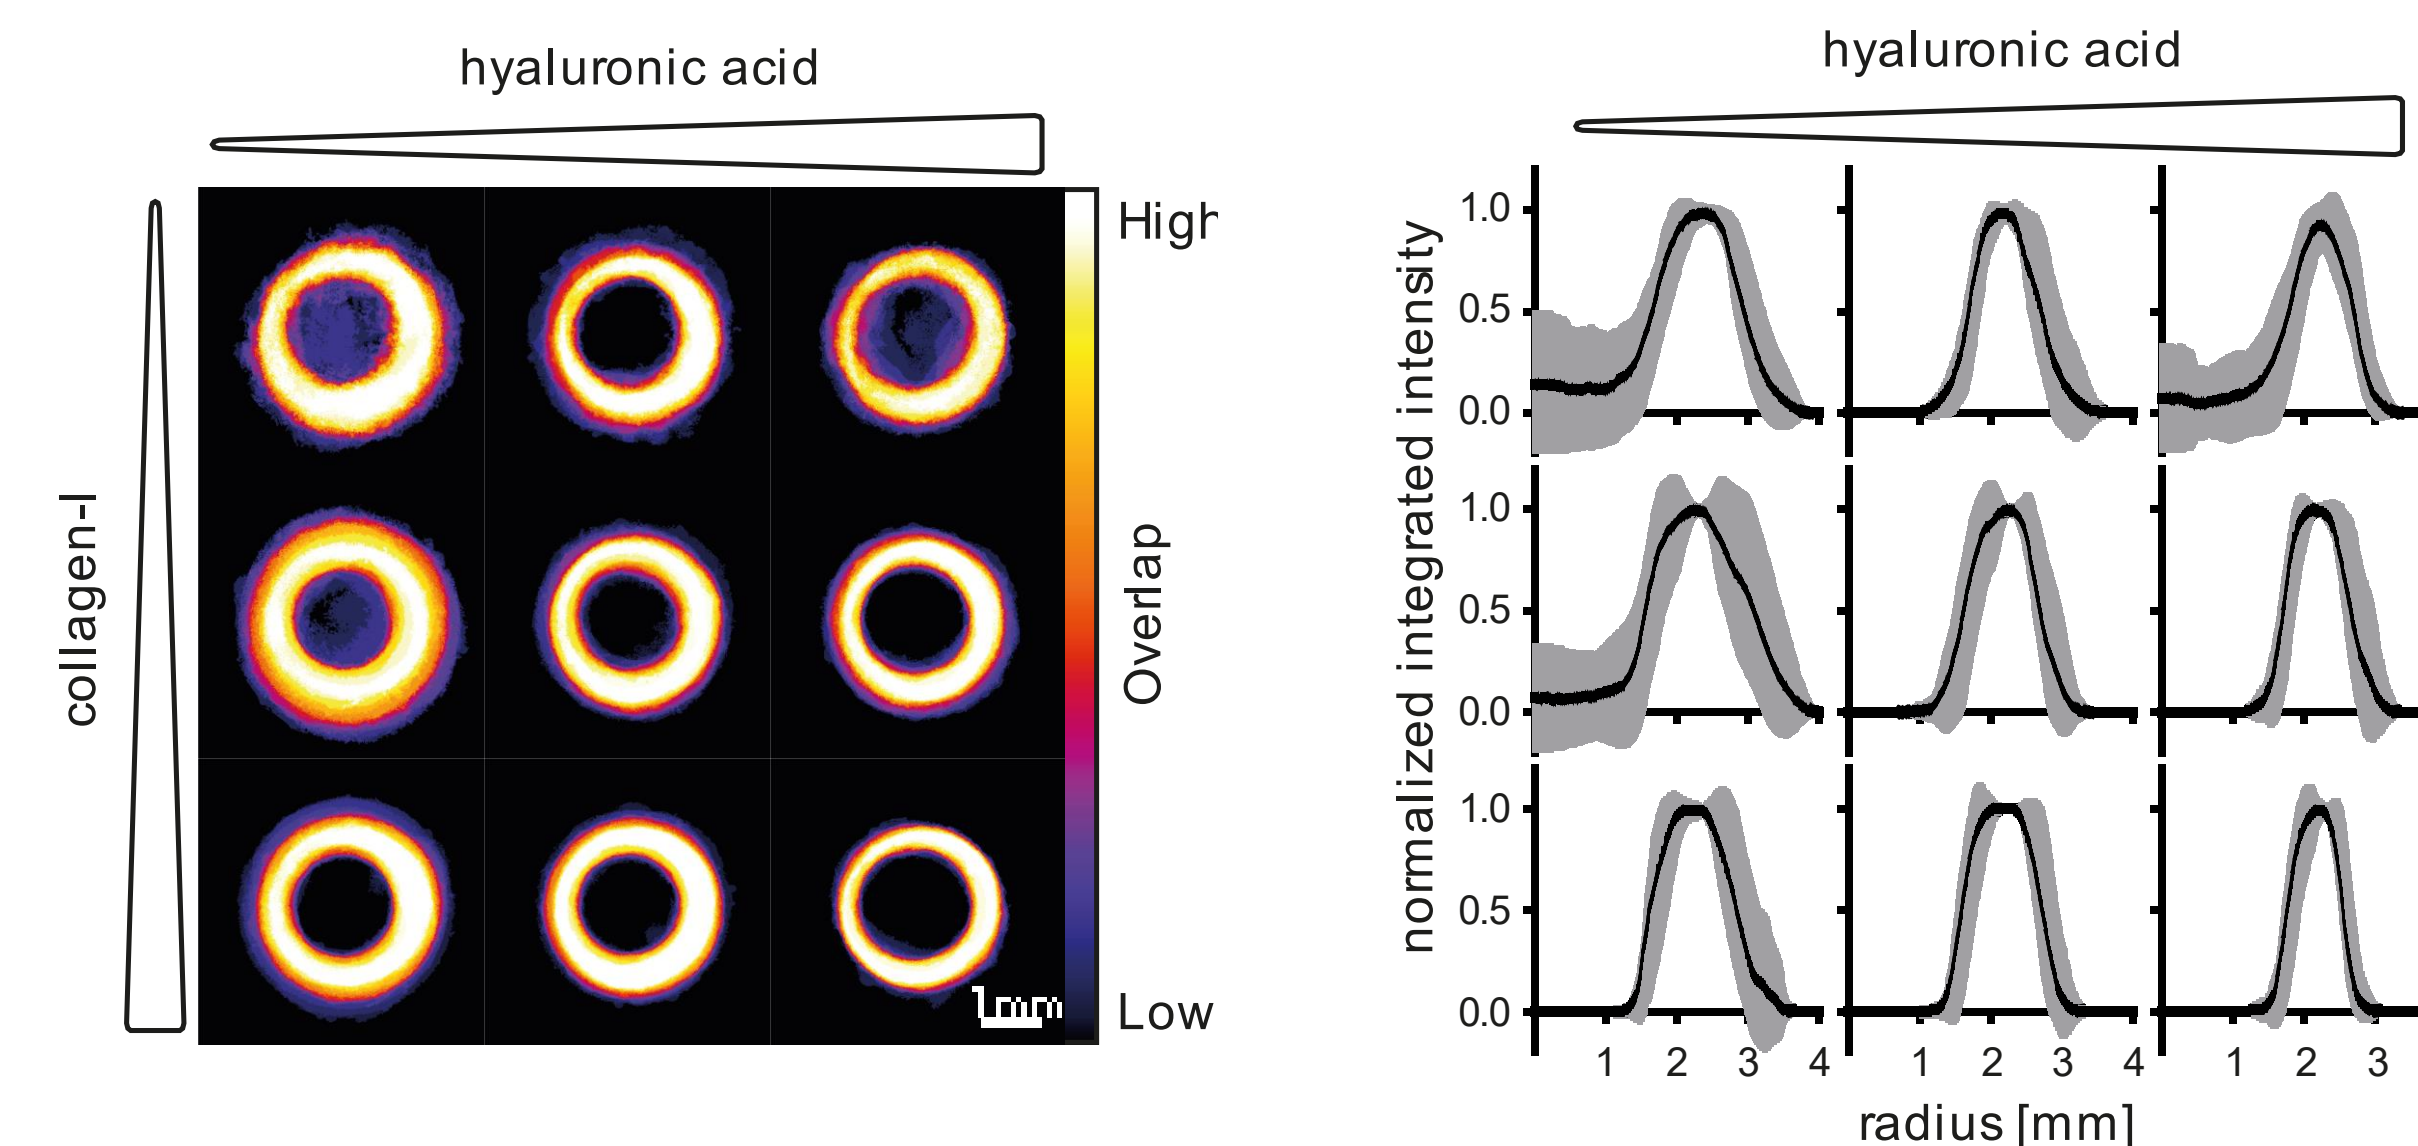 hyaluronic acid
collagen-I
High
Overlap
Low
1mm
hyaluronic acid
normalized integrated intensity
1.0
0.5
0.0
1.0
0.5
0.0
1.0
0.5
0.0
1 2 3 4 1 2 3 4 1 2 3
radius [mm]